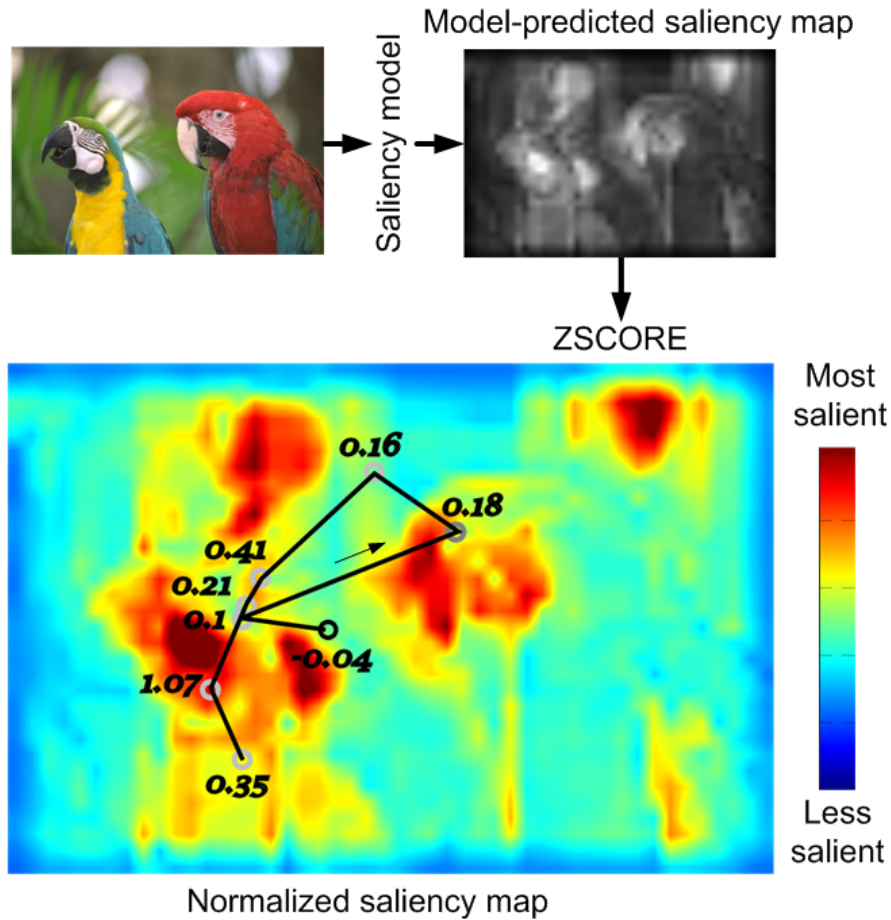 Model-predicted saliency map
Saliency model
ZSCORE
Most
salient
0.16
0.18
0.41
0.21
0.1
-0.04
1.07
0.35
Less
salient
Normalized saliency map